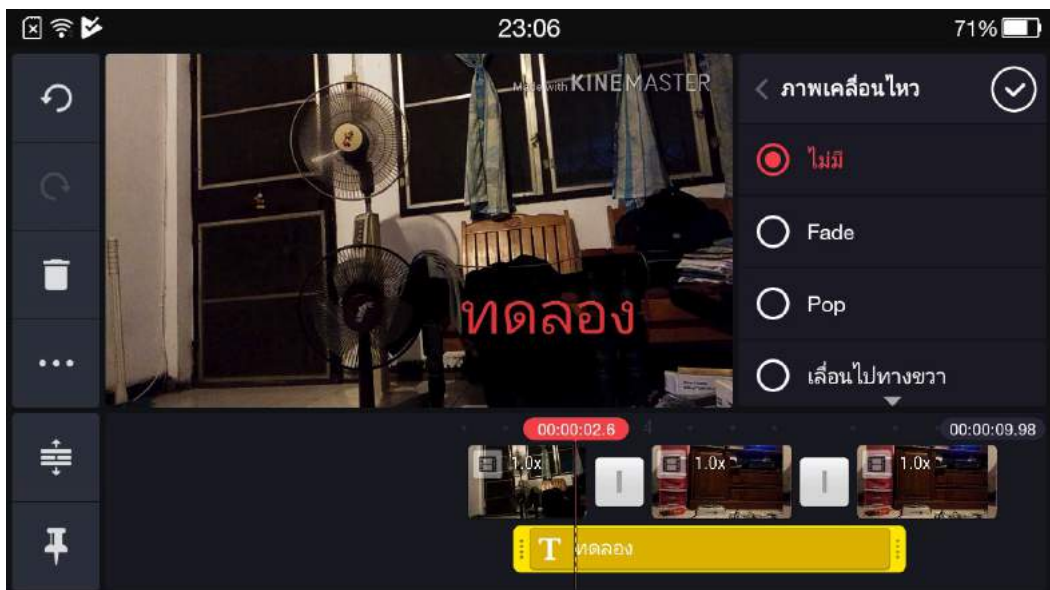 23:06
71%
Made with KINEMASTER
ภาพเคลื่อนไหว
ไม่มี
Fade
Pop
เลื่อนไปทางขวา
ทดลอง
00:00:02.6
4
00:00:09.98
1.0x
1.0x
1.0x
T ทดลอง